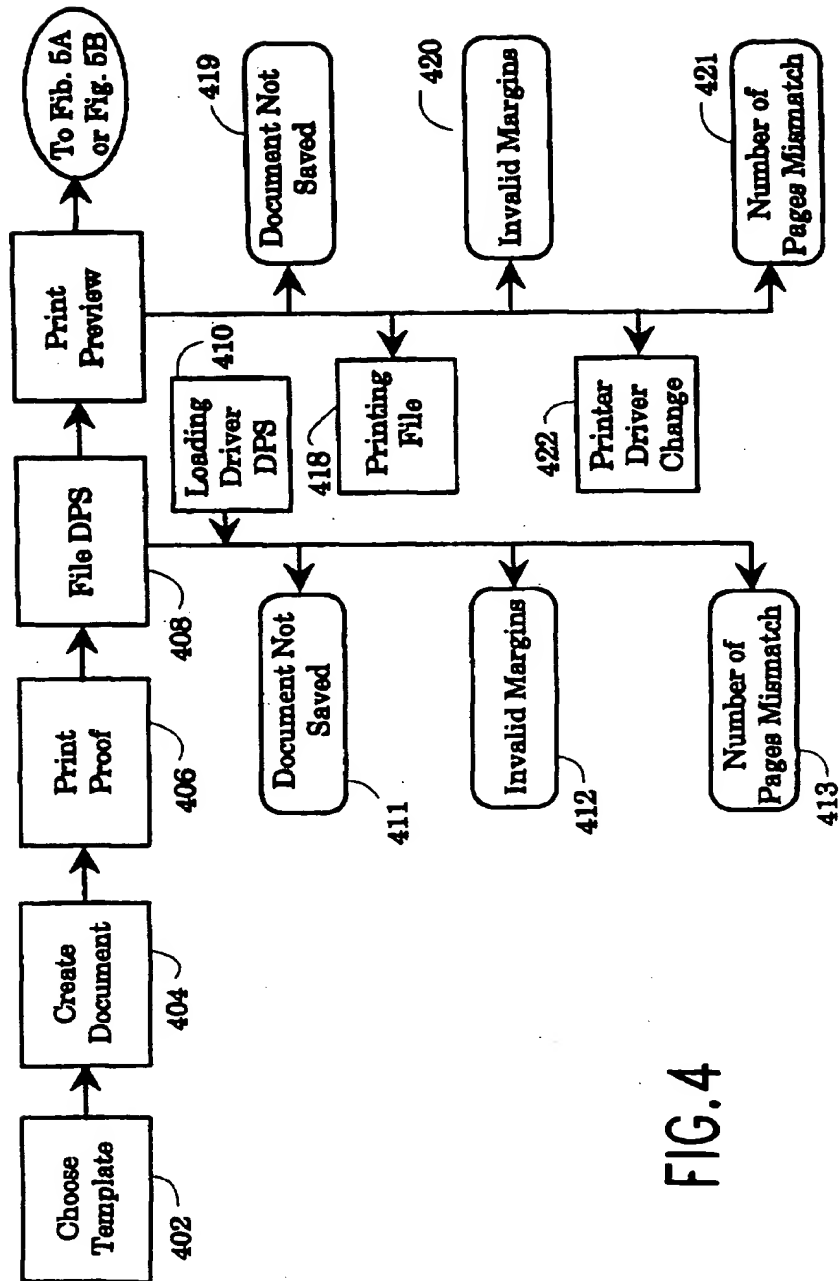 Choose
Template
402
Create
Document
404
Print
Proof
406
File DPS
408
Print
Preview
To Fib. 5A
or Fig. 5B
Loading
Driver
DPS
410
Document Not
Saved
411
Invalid Margins
412
Number of
Pages Mismatch
413
Printing
File
418
Document Not
Saved
419
Invalid Margins
420
Number of
Pages Mismatch
421
Printer
Driver
Change
422
FIG.4